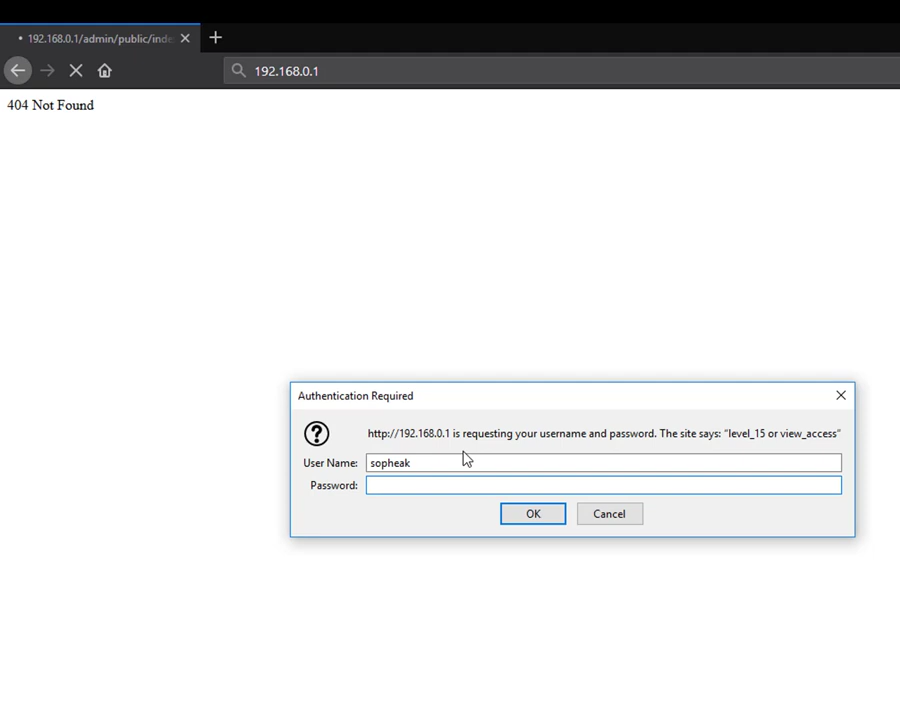 192.168.0.1/admin/public/inde
192.168.0.1
404 Not Found
Authentication Required
http://192.168.0.1 is requesting your username and password. The site says: “level_15 or view_access”
User Name: sopheak
Password:
OK Cancel